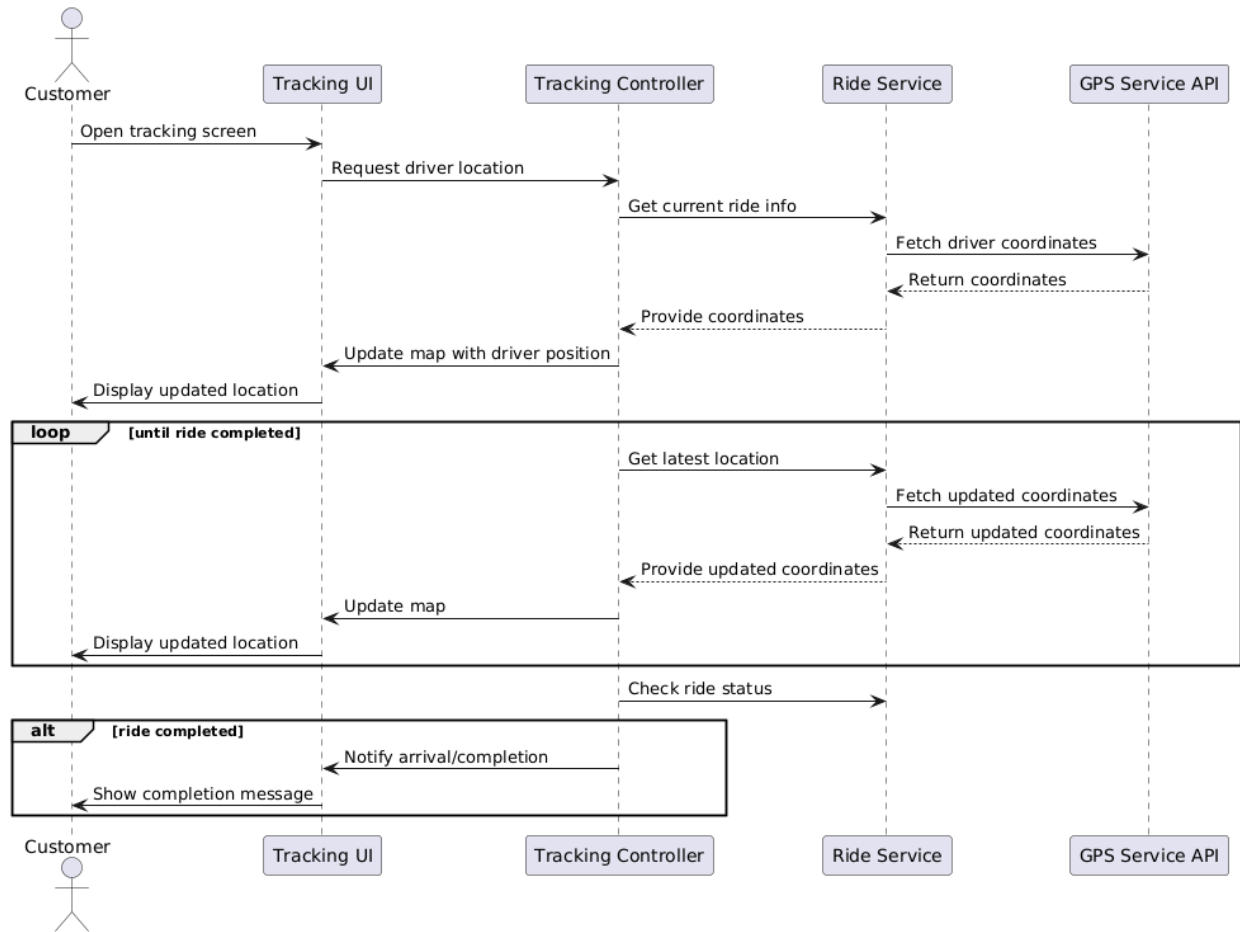 Customer
Tracking UI
Tracking Controller
Ride Service
GPS Service API
Open tracking screen
Request driver location
Get current ride info
Fetch driver coordinates
Return coordinates
Provide coordinates
Update map with driver position
Display updated location
loop [until ride completed]
Get latest location
Fetch updated coordinates
Return updated coordinates
Provide updated coordinates
Update map
Display updated location
Check ride status
alt [ride completed]
Notify arrival/completion
Show completion message
Customer
Tracking UI
Tracking Controller
Ride Service
GPS Service API